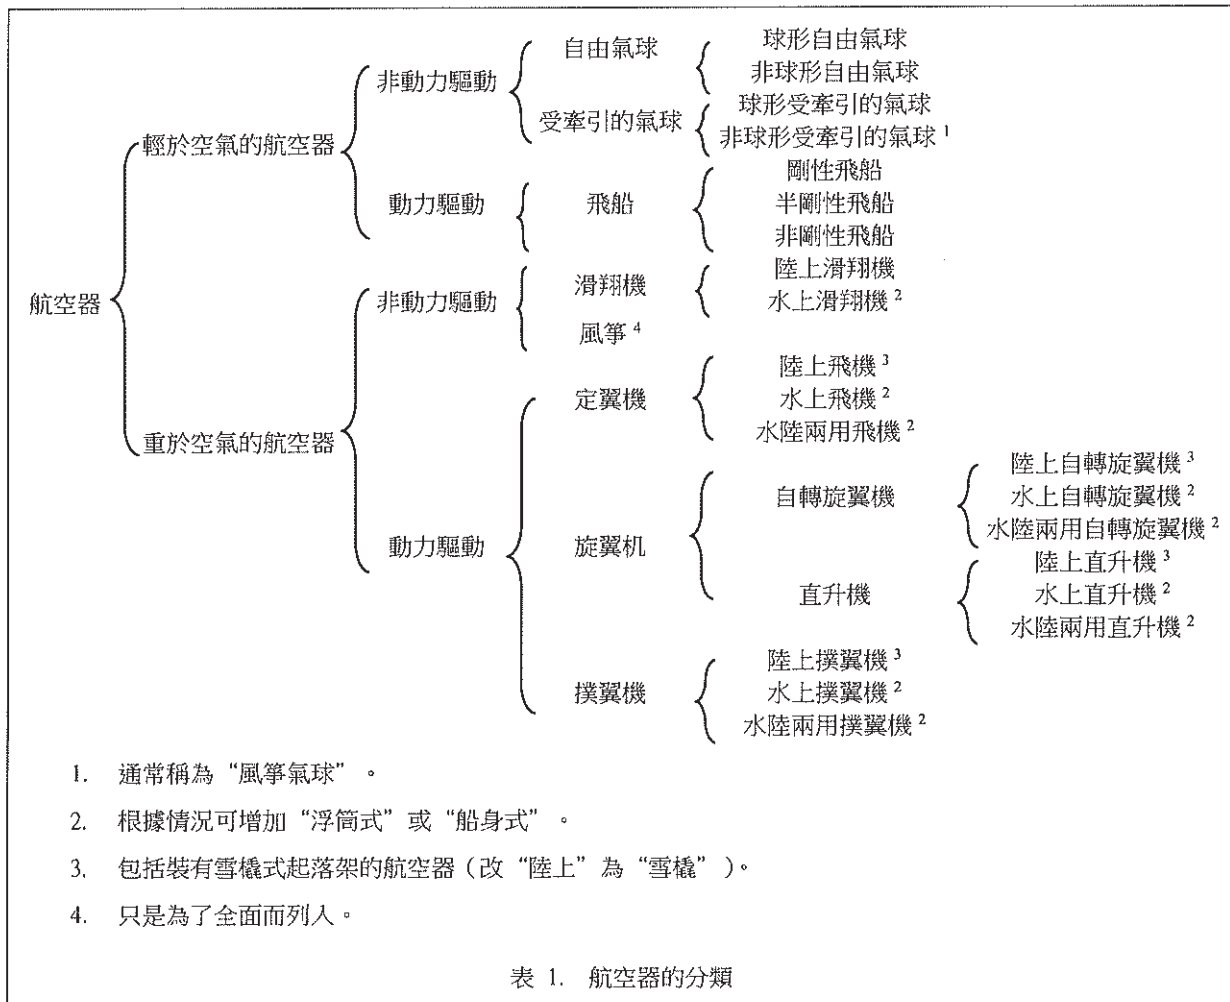 自由氣球
球形自由氣球
非球形自由氣球
非動力驅動
受牽引的氣球
球形受牽引的氣球
非球形受牽引的氣球 1
輕於空氣的航空器
動力驅動
飛船
剛性飛船
半剛性飛船
非剛性飛船
航空器
非動力驅動
滑翔機
陸上滑翔機
水上滑翔機 2
風箏 4
重於空氣的航空器
定翼機
陸上飛機 3
水上飛機 2
水陸兩用飛機 2
動力驅動
旋翼机
自轉旋翼機
陸上自轉旋翼機 3
水上自轉旋翼機 2
水陸兩用自轉旋翼機 2
直升機
陸上直升機 3
水上直升機 2
水陸兩用直升機 2
撲翼機
陸上撲翼機 3
水上撲翼機 2
水陸兩用撲翼機 2
1. 通常稱為“風箏氣球”。
2. 根據情況可增加“浮筒式”或“船身式”。
3. 包括裝有雪橇式起落架的航空器（改“陸上”為“雪橇”）。
4. 只是為了全面而列入。
表 1. 航空器的分類